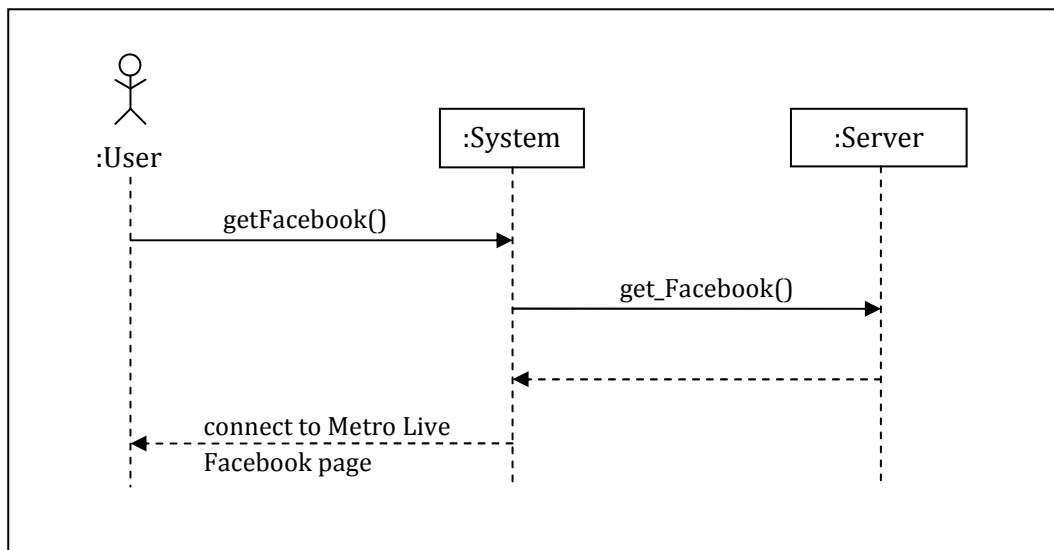 :User
:System
:Server
getFacebook()
get_Facebook()
connect to Metro Live
Facebook page